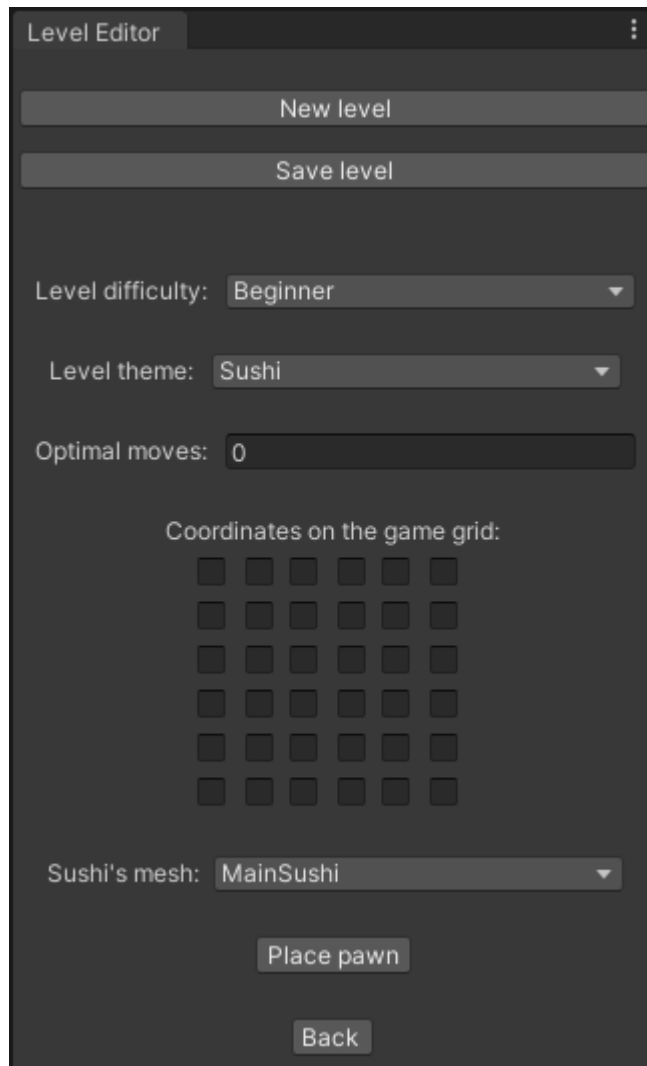 Level Editor
New level
Save level
Level difficulty: Beginner
Level theme: Sushi
Optimal moves: 0
Coordinates on the game grid:
Sushi's mesh: MainSushi
Place pawn
Back